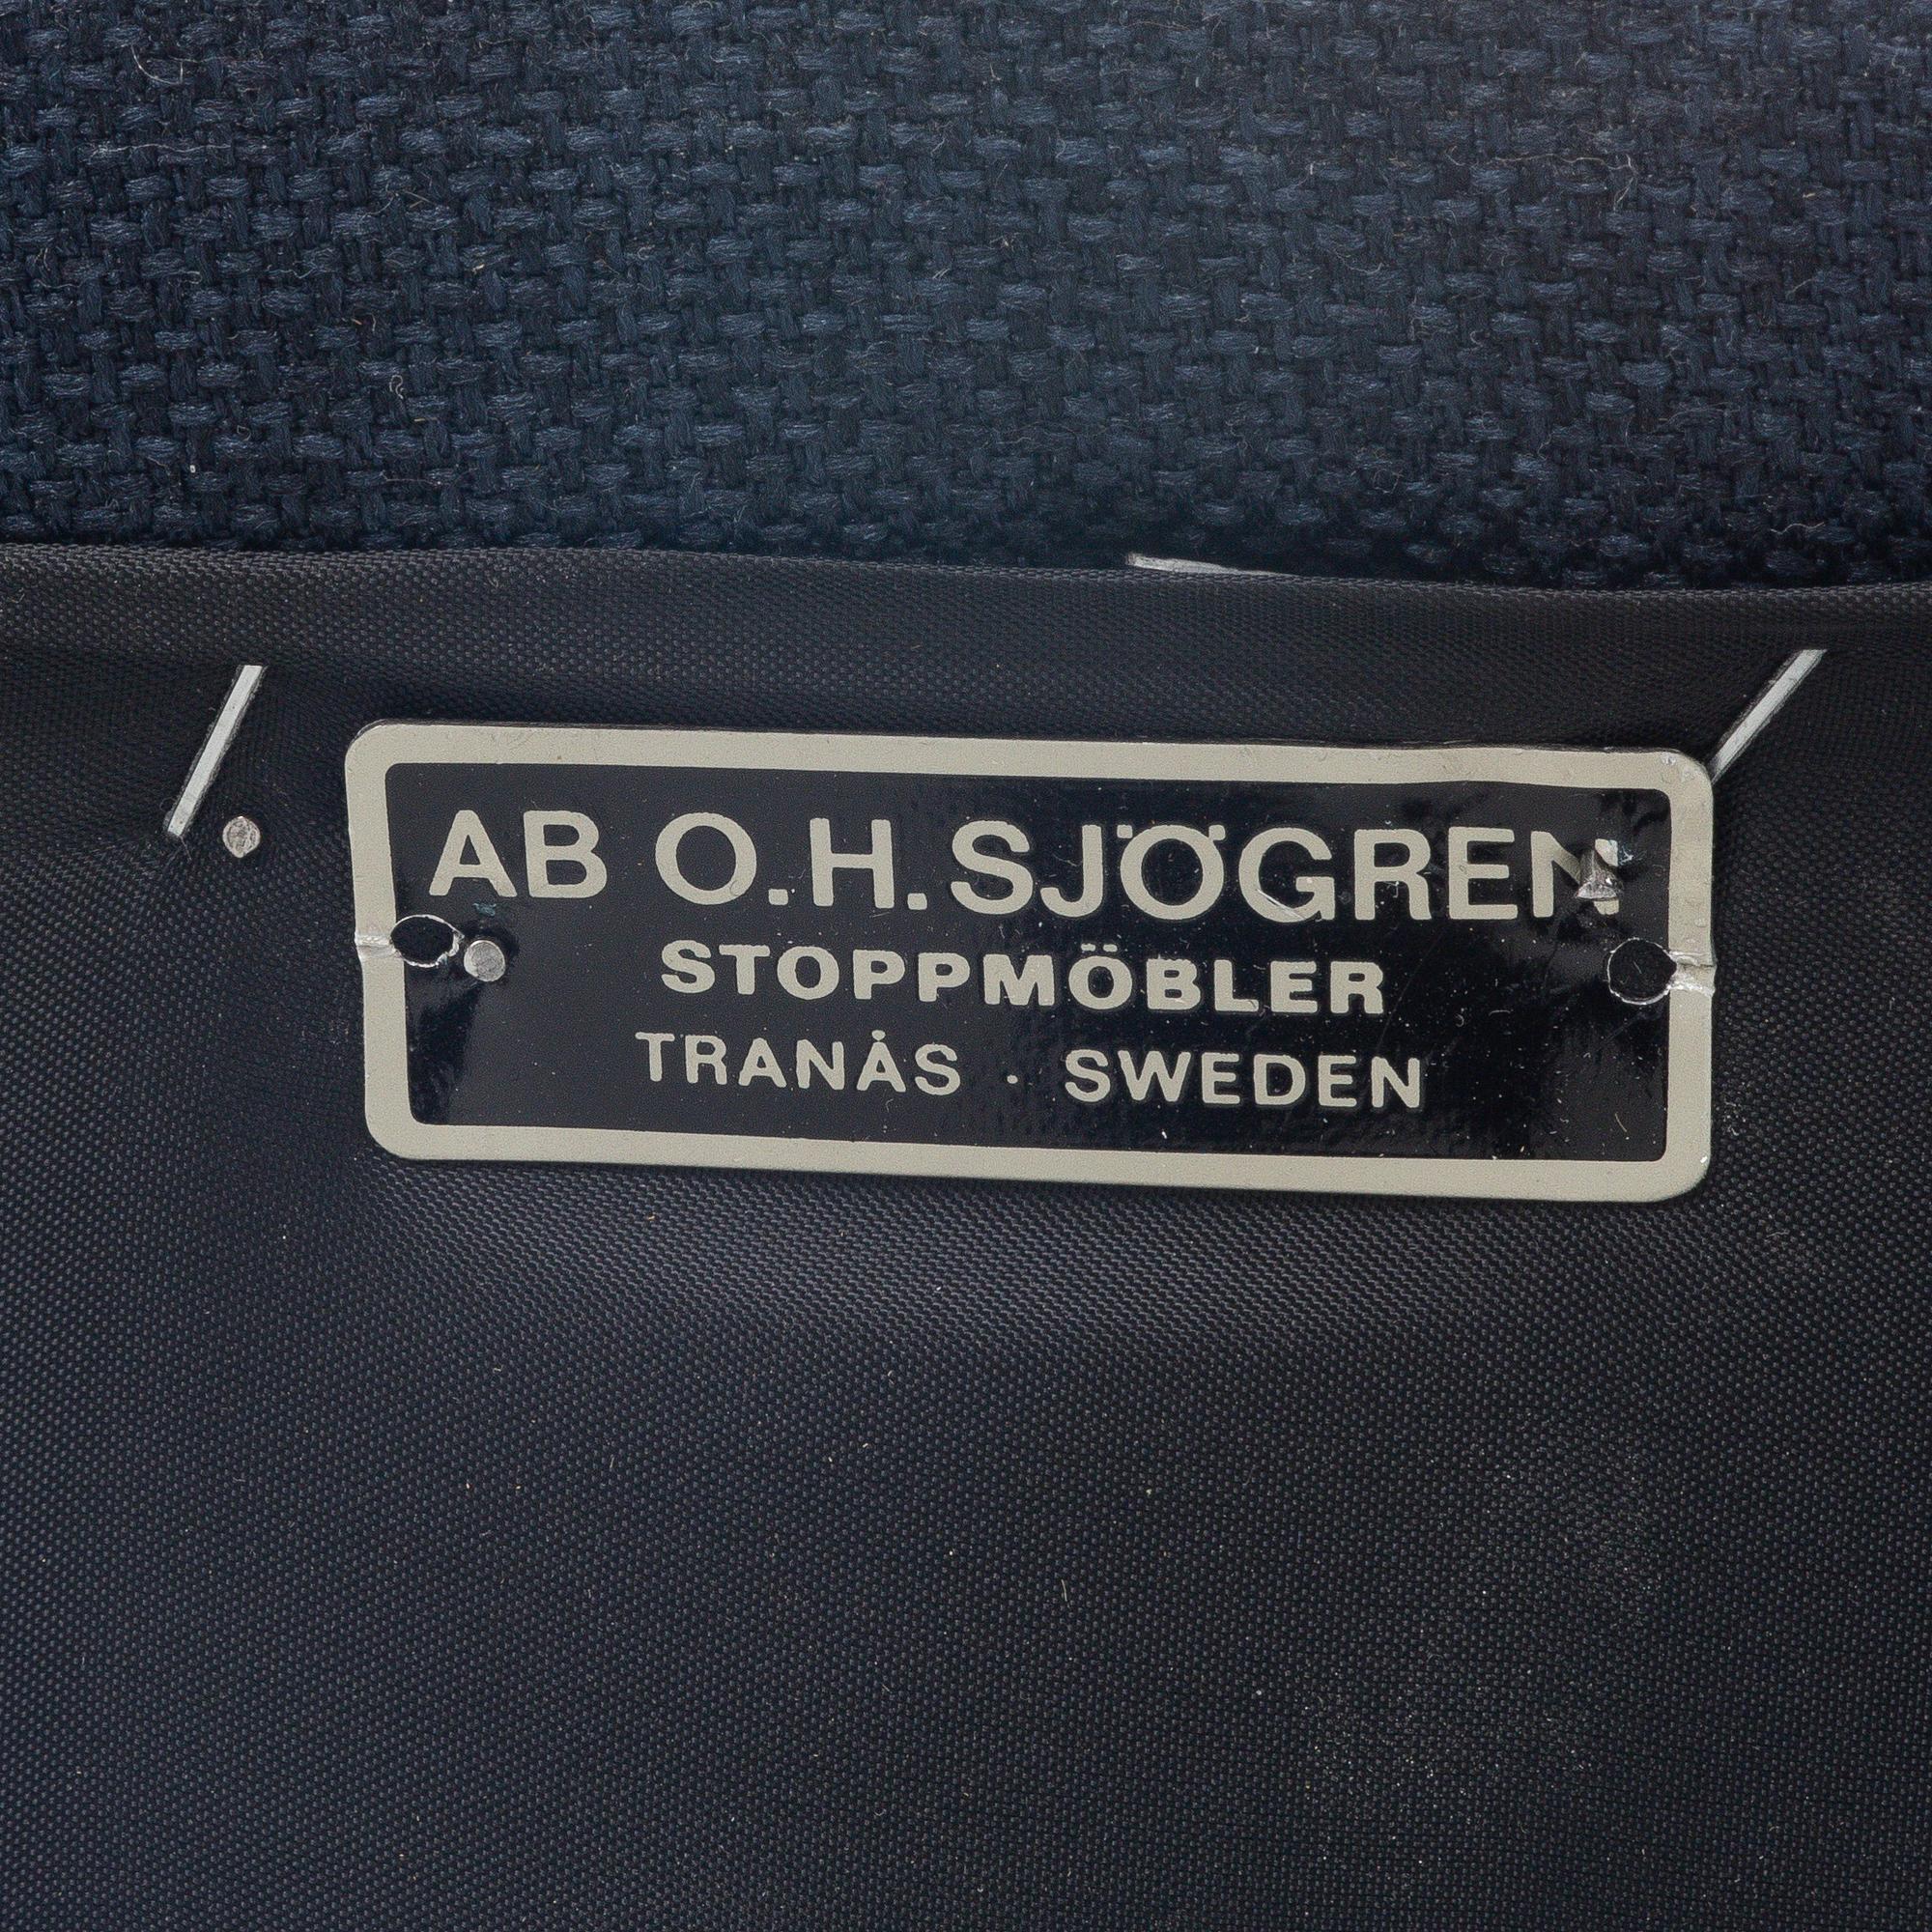 AB O.H. SJÖGREN
STOPPMÖBLER
TRANÅS · SWEDEN